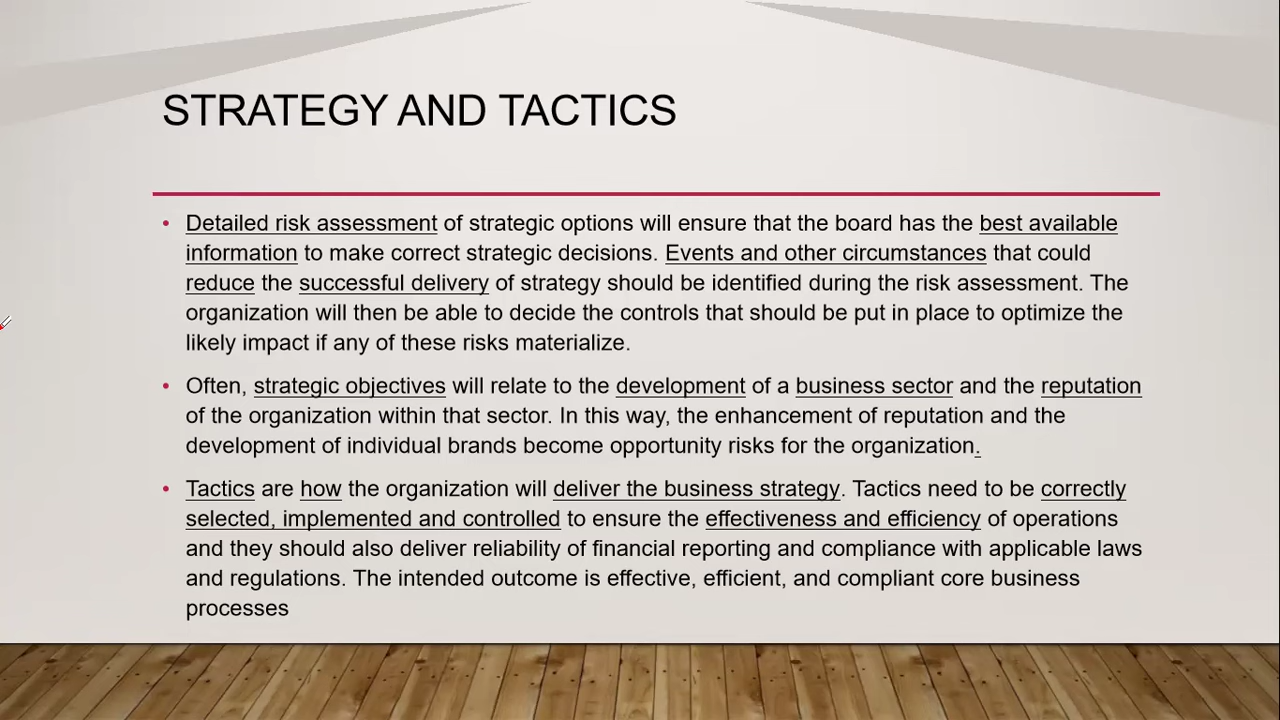 STRATEGY AND TACTICS
• Detailed risk assessment of strategic options will ensure that the board has the best available
information to make correct strategic decisions. Events and other circumstances that could
reduce the successful delivery of strategy should be identified during the risk assessment. The
organization will then be able to decide the controls that should be put in place to optimize the
likely impact if any of these risks materialize.
• Often, strategic objectives will relate to the development of a business sector and the reputation
of the organization within that sector. In this way, the enhancement of reputation and the
development of individual brands become opportunity risks for the organization.
• Tactics are how the organization will deliver the business strategy. Tactics need to be correctly
selected, implemented and controlled to ensure the effectiveness and efficiency of operations
and they should also deliver reliability of financial reporting and compliance with applicable laws
and regulations. The intended outcome is effective, efficient, and compliant core business
processes